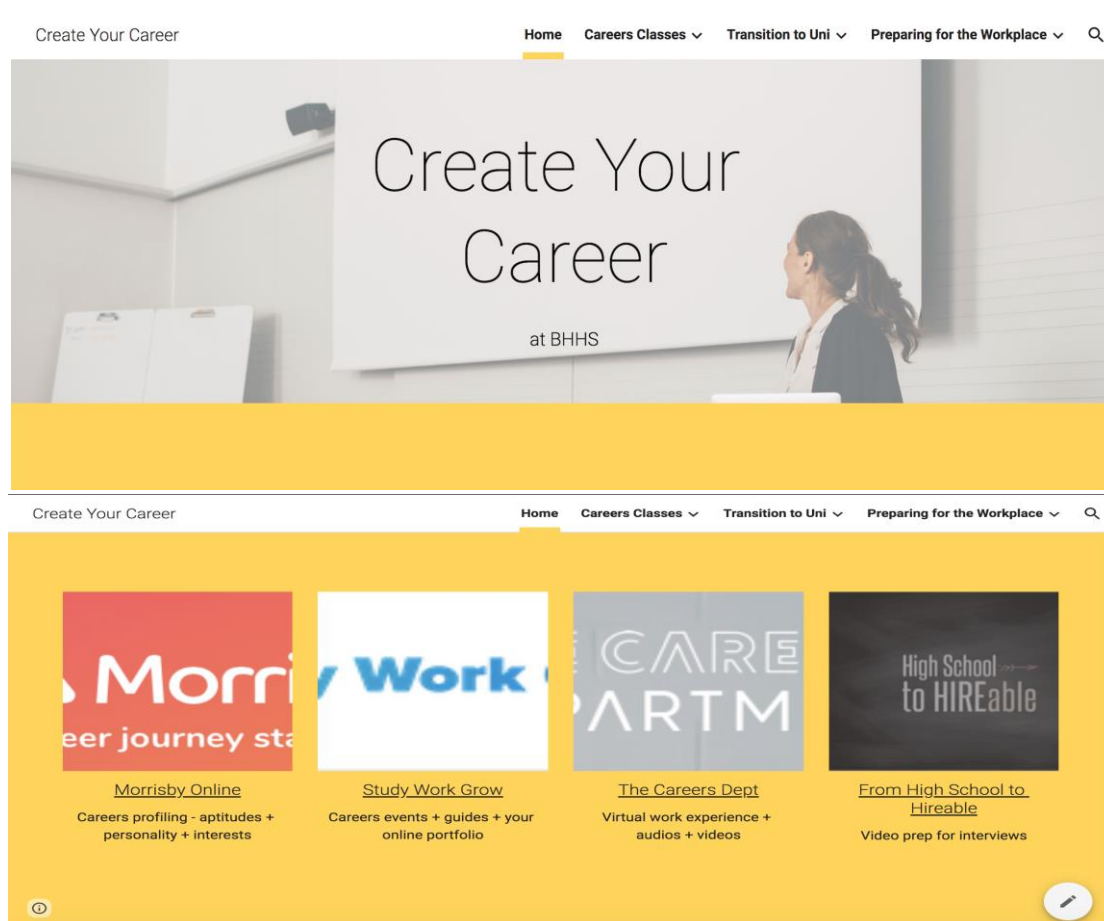 Create Your Career
Home Careers Classes Transition to Uni Preparing for the Workplace
Create Your
Career
at BHHS
Create Your Career
Home Careers Classes Transition to Uni Preparing for the Workplace
Morri
eer journey sta
y Work
E CARE
PARTM
High School
to HIREable
Morrisby Online
Careers profiling - aptitudes +
personality + interests
Study Work Grow
Careers events + guides + your
online portfolio
The Careers Dept
Virtual work experience +
audios + videos
From High School to
Hireable
Video prep for interviews